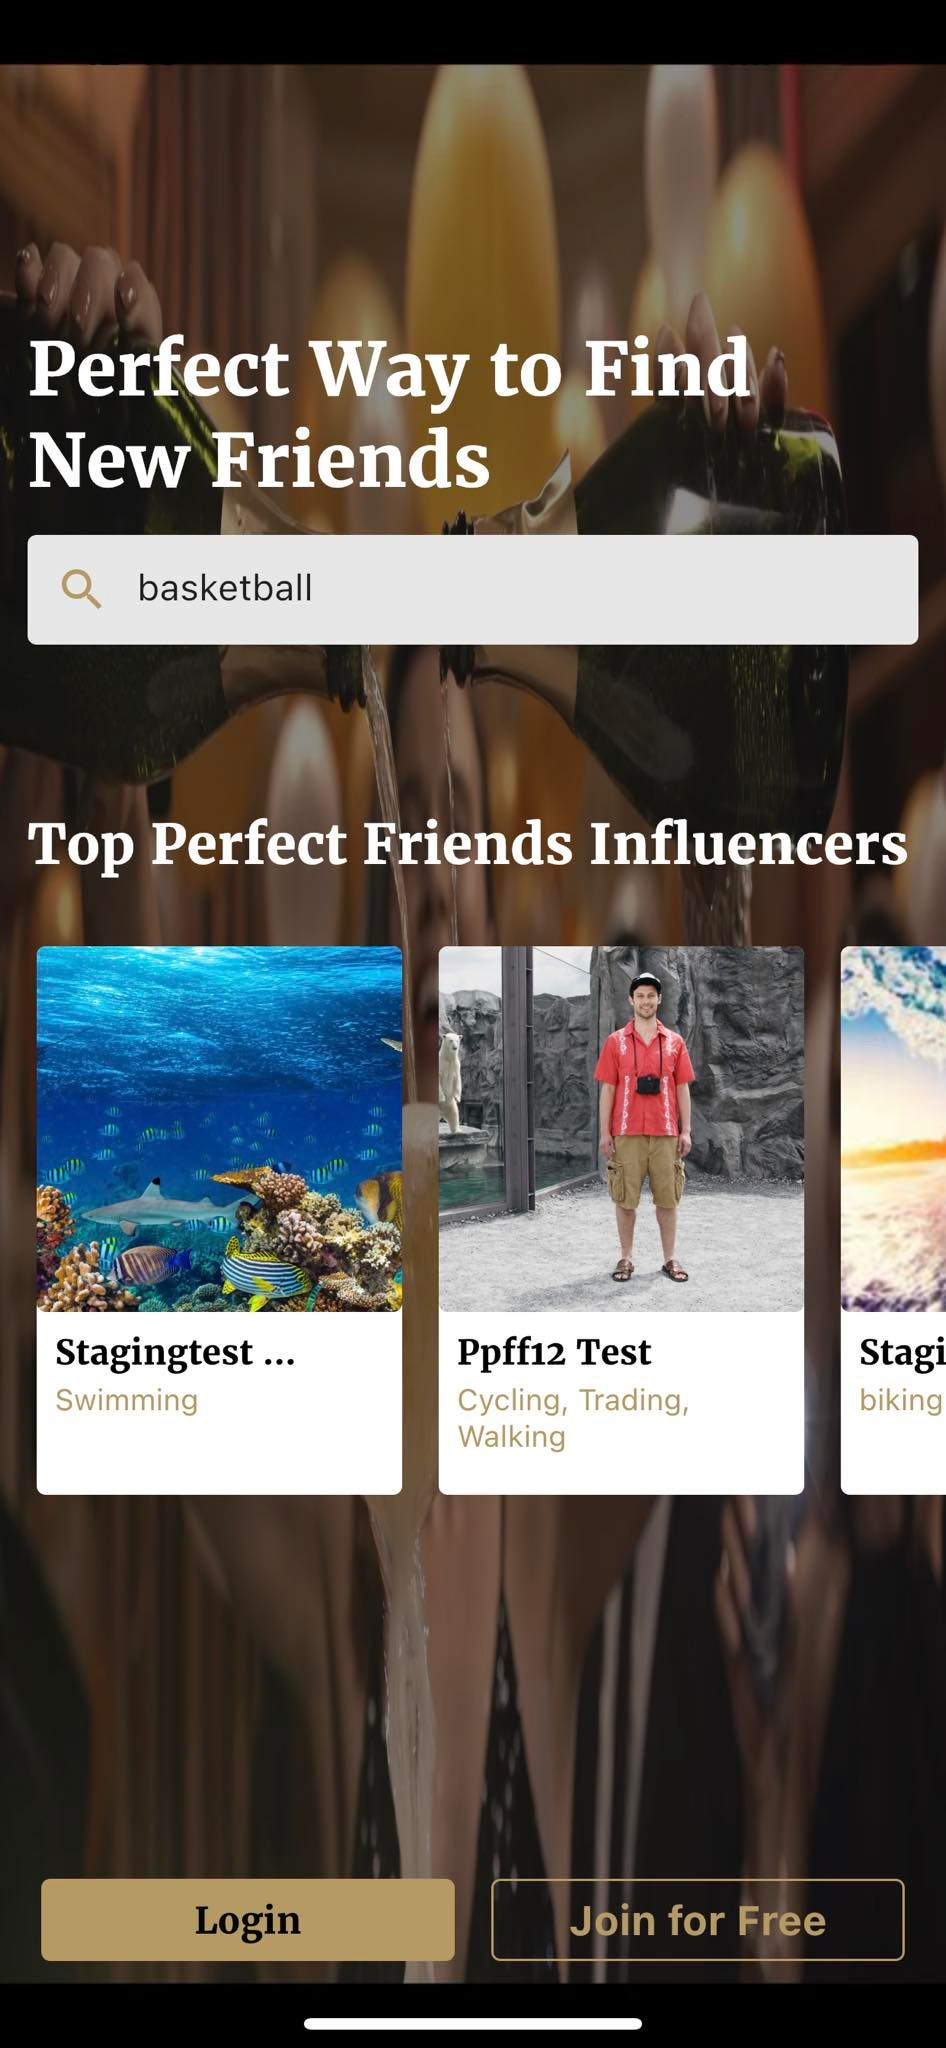 Perfect Way to Find
New Friends
basketball
Top Perfect Friends Influencers
Stagingtest ...
Swimming
Ppff12 Test
Cycling, Trading,
Walking
Stagi
biking
Login
Join for Free